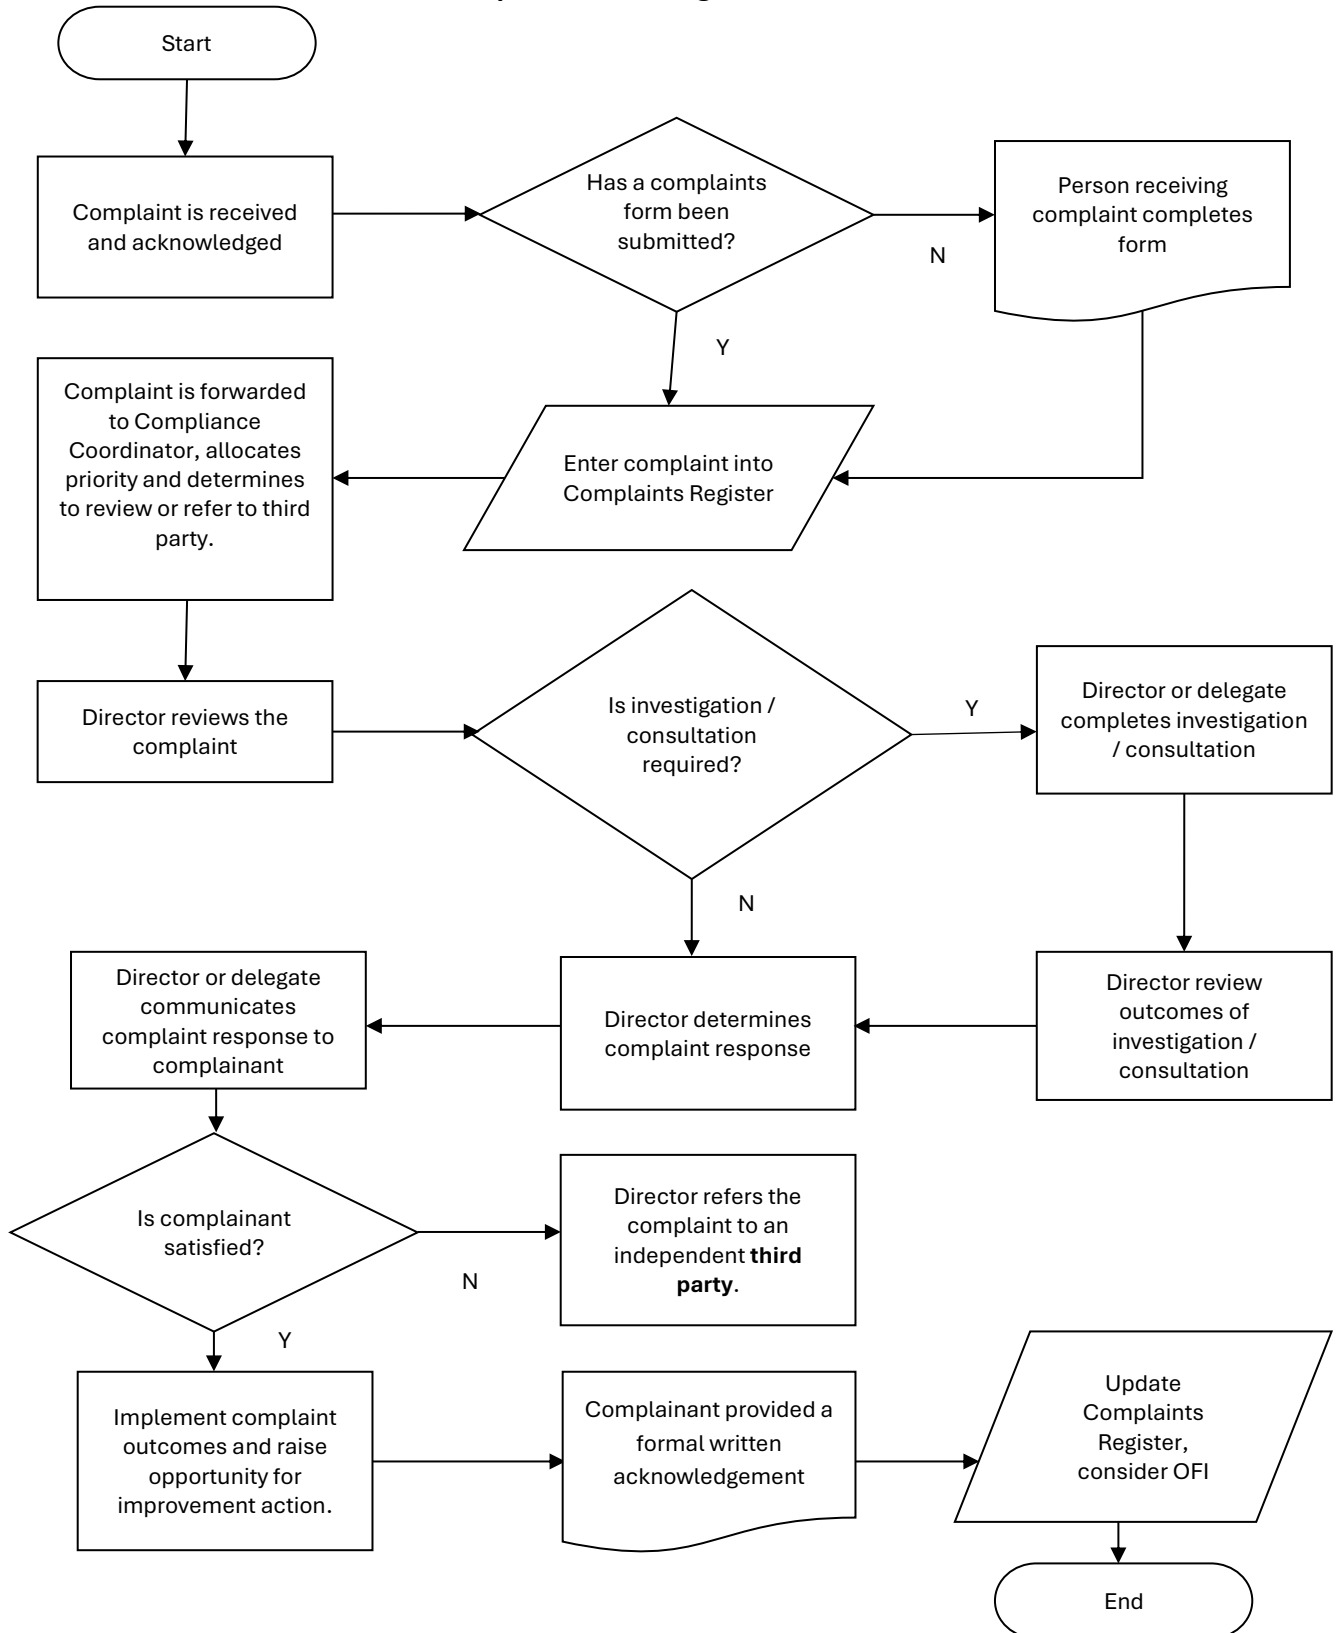 Start
Complaint is received
and acknowledged
Has a complaints
form been
submitted?
N
Person receiving
complaint completes
form
Y
Enter complaint into
Complaints Register
Complaint is forwarded
to Compliance
Coordinator, allocates
priority and determines
to review or refer to third
party.
Director reviews the
complaint
Is investigation /
consultation
required?
Y
Director or delegate
completes investigation
/ consultation
N
Director review
outcomes of
investigation /
consultation
Director determines
complaint response
Director or delegate
communicates
complaint response to
complainant
Is complainant
satisfied?
N
Director refers the
complaint to an
independent third
party.
Y
Implement complaint
outcomes and raise
opportunity for
improvement action.
Complainant provided a
formal written
acknowledgement
Update
Complaints
Register,
consider OFI
End